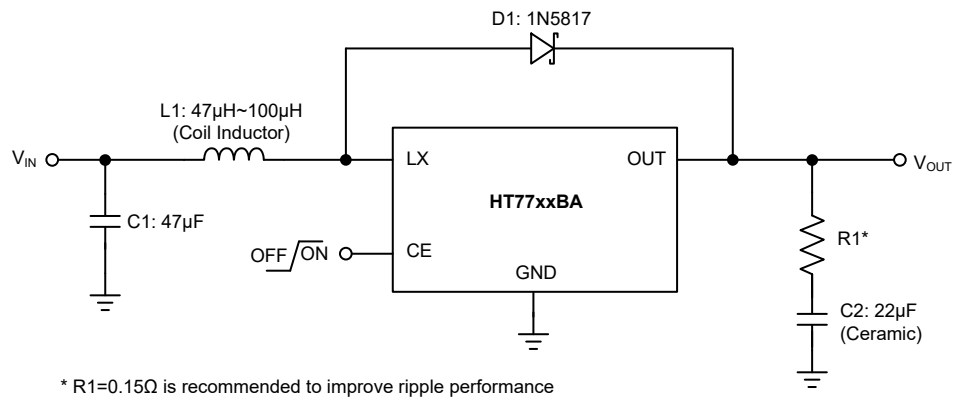 D1: 1N5817
L1: 47µH~100µH
(Coil Inductor)
VIN
LX
OUT
VOUT
HT77xxBA
C1: 47µF
R1*
OFF ON
CE
GND
C2: 22µF
(Ceramic)
* R1=0.15Ω is recommended to improve ripple performance